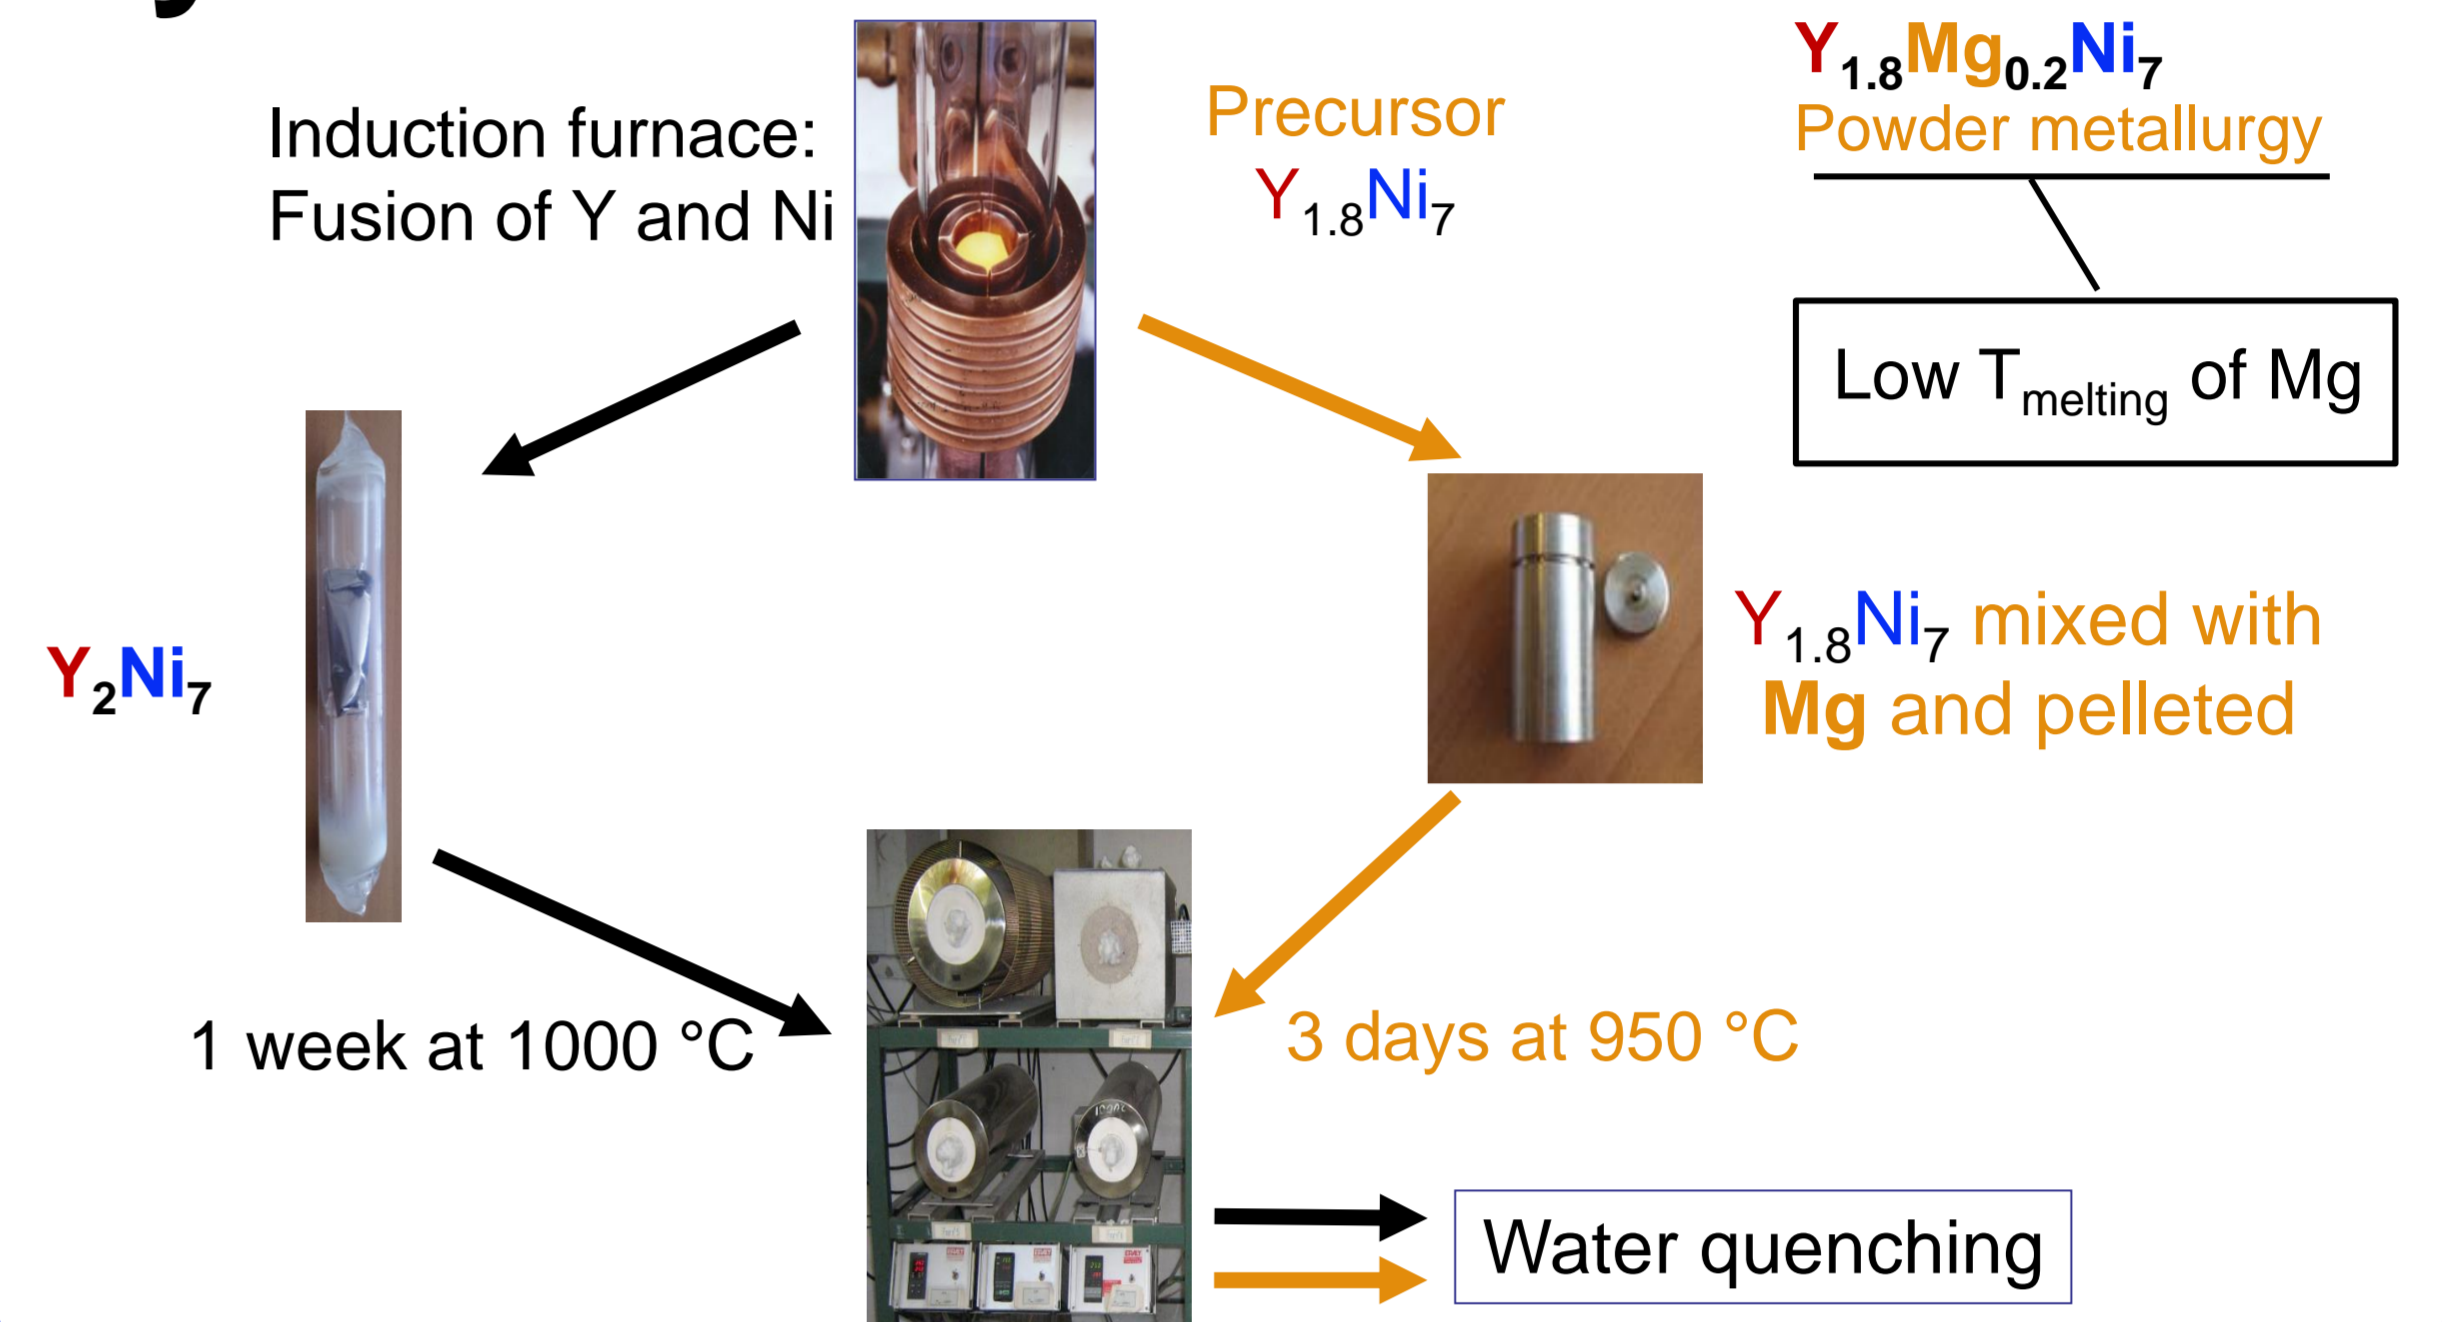 Induction furnace:
Fusion of Y and Ni
Precursor
Y1.8Ni7
Y1.8Mg0.2Ni7
Powder metallurgy
Low Tmelting of Mg
Y2Ni7
Y1.8Ni7 mixed with
Mg and pelleted
1 week at 1000 °C
3 days at 950 °C
Water quenching